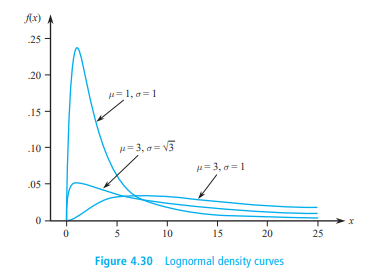 f(x)
.25
.20
μ = 1, σ = 1
.15
μ = 3, σ = √3
.10
μ = 3, σ = 1
.05
0
x
0 5 10 15 20 25
Figure 4.30 Lognormal density curves